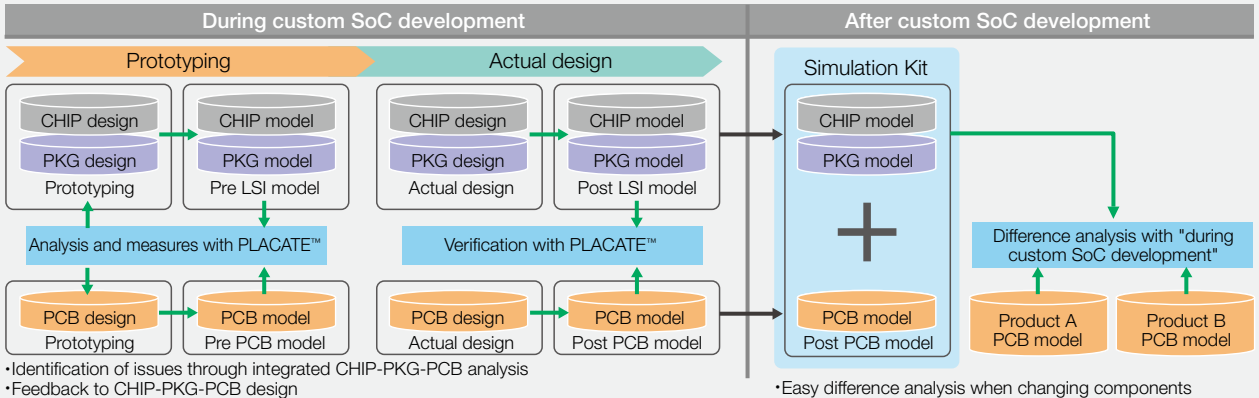 During custom SoC development
After custom SoC development
Prototyping
Actual design
CHIP design
PKG design
Prototyping
CHIP model
PKG model
Pre LSI model
CHIP design
PKG design
Actual design
CHIP model
PKG model
Post LSI model
Analysis and measures with PLACATE™
Verification with PLACATE™
PCB design
Prototyping
PCB model
Pre PCB model
PCB design
Actual design
PCB model
Post PCB model
•Identification of issues through integrated CHIP-PKG-PCB analysis
•Feedback to CHIP-PKG-PCB design
Simulation Kit
CHIP model
PKG model
+
PCB model
Post PCB model
Difference analysis with "during
custom SoC development"
Product A
PCB model
Product B
PCB model
•Easy difference analysis when changing components